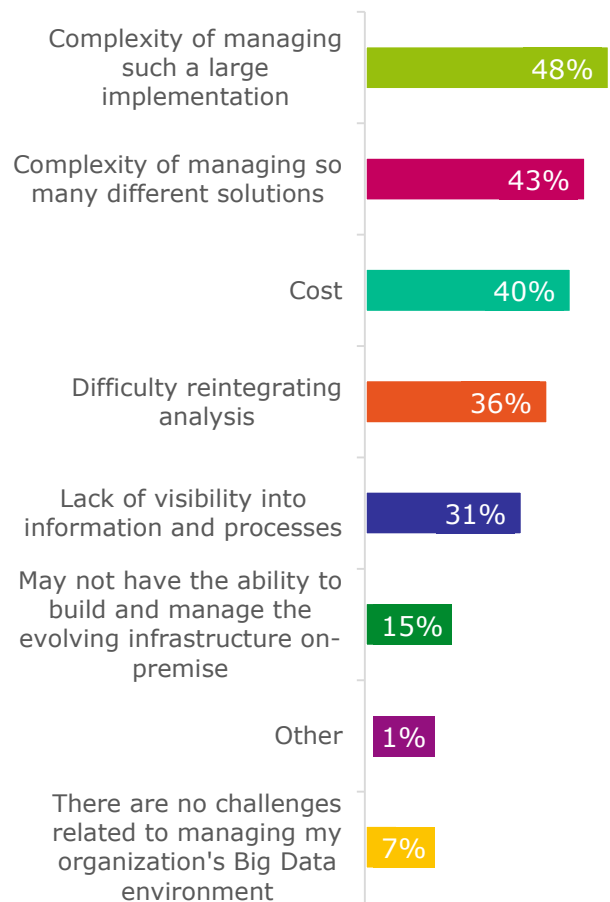 Complexity of managing
such a large
implementation
48%
Complexity of managing so
many different solutions
43%
Cost
40%
Difficulty reintegrating
analysis
36%
Lack of visibility into
information and processes
31%
May not have the ability to
build and manage the
evolving infrastructure on-
premise
15%
Other
1%
There are no challenges
related to managing my
organization's Big Data
environment
7%